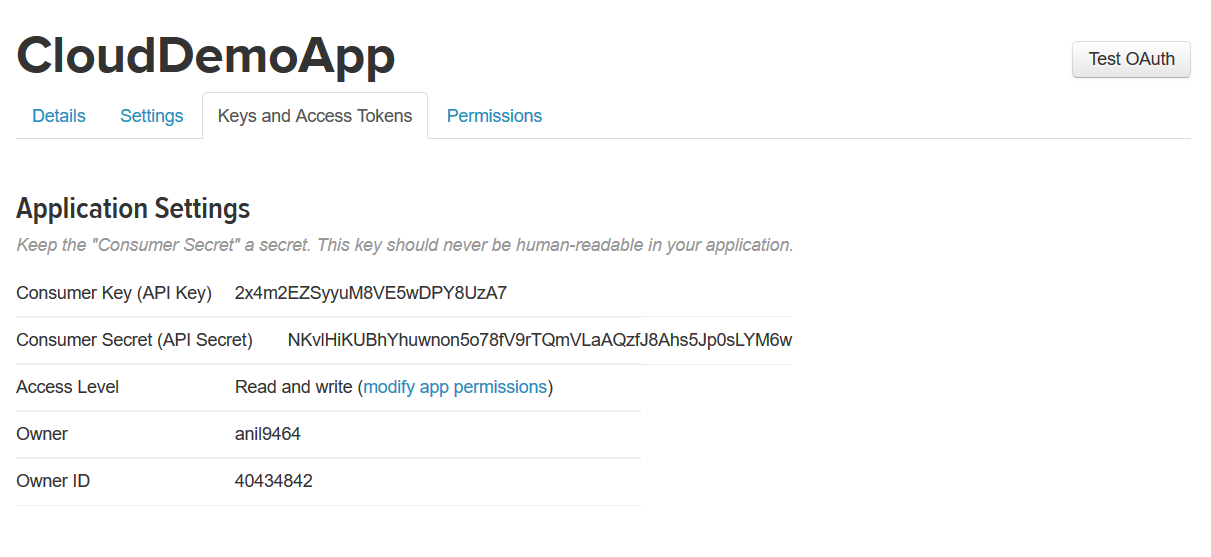 CloudDemoApp
Test OAuth
Details Settings Keys and Access Tokens Permissions
Application Settings
Keep the "Consumer Secret" a secret. This key should never be human-readable in your application.
Consumer Key (API Key) 2x4m2EZSyyuM8VE5wDPY8UzA7
Consumer Secret (API Secret) NKvlHiKUBhYhuwnon5o78fV9rTQmVLaAQzfJ8Ahs5Jp0sLYM6w
Access Level Read and write (modify app permissions)
Owner anil9464
Owner ID 40434842